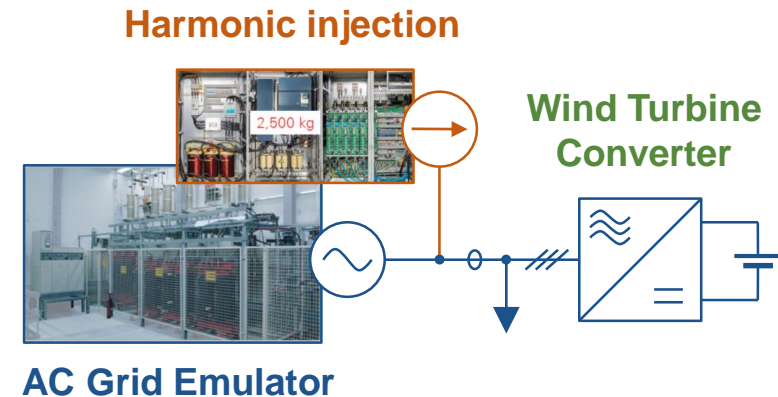 Harmonic injection
2,500 kg
Wind Turbine
Converter
AC Grid Emulator